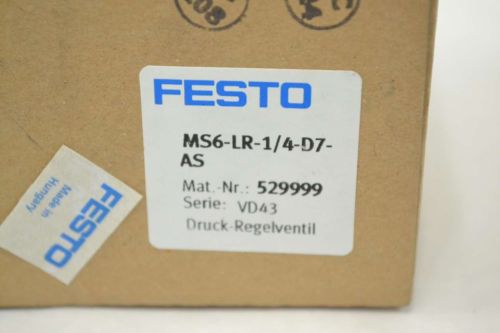 FESTO
MS6-LR-1/4-D7-
AS
Mat.-Nr.: 529999
Serie: VD43
Druck-Regelventil
FESTO
Made in
Hungary